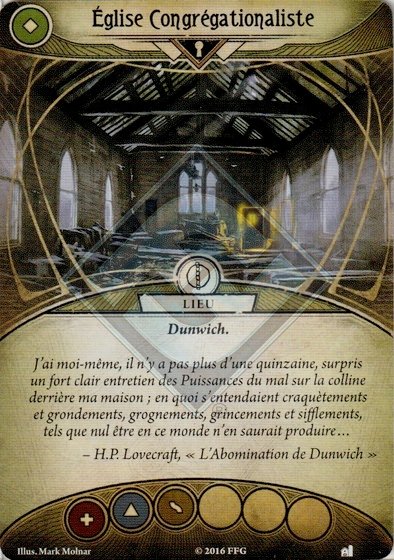 Église Congrégationaliste
LIEU
Dunwich.
J'ai moi-même, il n'y a pas plus d'une quinzaine, surpris
un fort clair entretien des Puissances du mal sur la colline
derrière ma maison ; en quoi s'entendaient craquètements
et grondements, grognements, grincements et sifflements,
tels que nul être en ce monde n'en saurait produire…
– H.P. Lovecraft, « L'Abomination de Dunwich »
Illus. Mark Molnar
© 2016 FFG